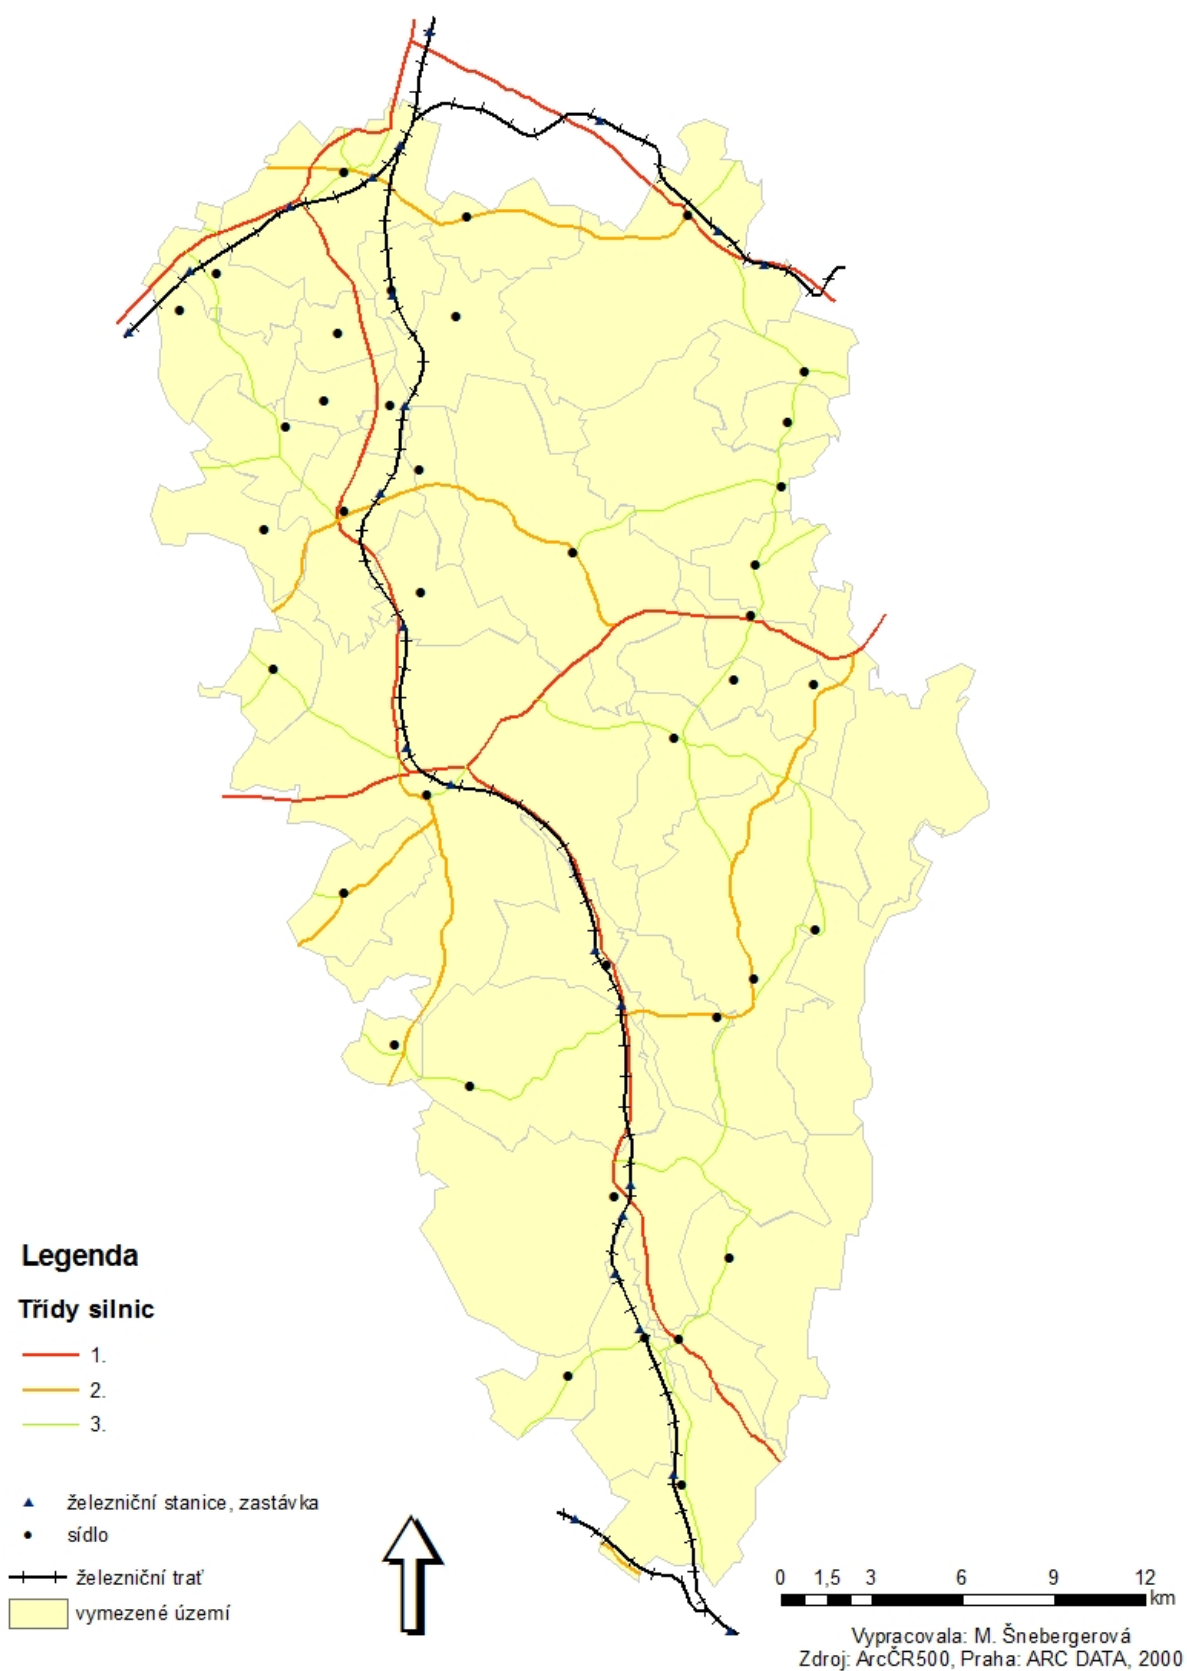 Legenda
Třídy silnic
1.
2.
3.
železniční stanice, zastávka
sídlo
železniční trať
vymezené území
0 1,5 3 6 9 12
km
Vypracovala: M. Šnebergerová
Zdroj: ArcČR500, Praha: ARC DATA, 2000